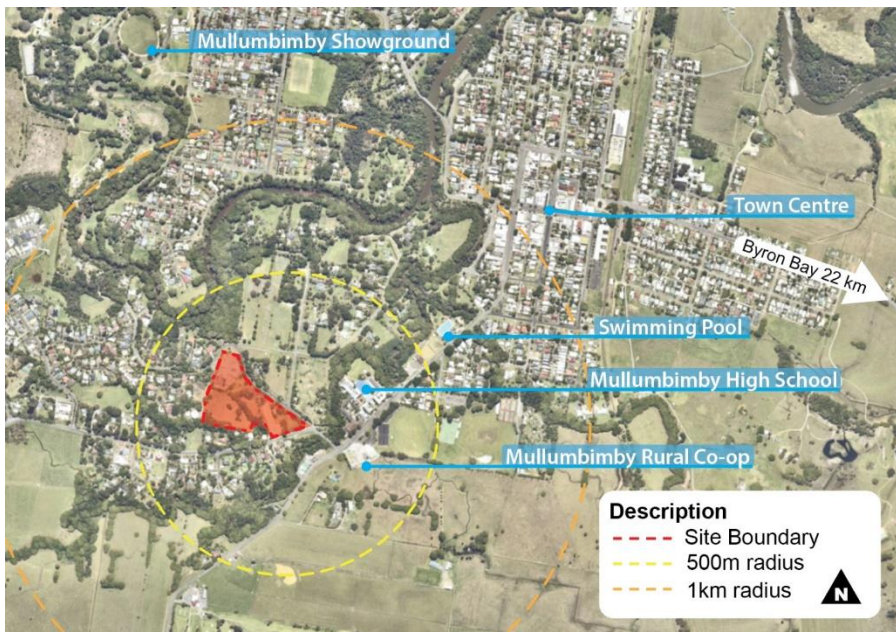 Mullumbimby Showground
Town Centre
Byron Bay 22 km
Swimming Pool
Mullumbimby High School
Mullumbimby Rural Co-op
Description
Site Boundary
500m radius
1km radius
N